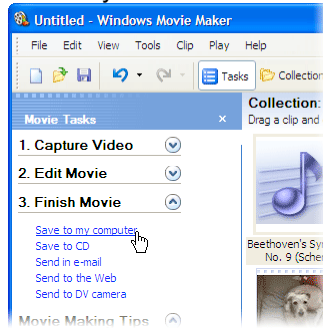 Untitled - Windows Movie Maker
File Edit View Tools Clip Play Help
Tasks Collection
Movie Tasks
Collection:
Drag a clip and
1. Capture Video
2. Edit Movie
3. Finish Movie
Save to my computer
Save to CD
Send in e-mail
Send to the Web
Send to DV camera
Beethoven's Sy
No. 9 (Scher
Movie Making Tips